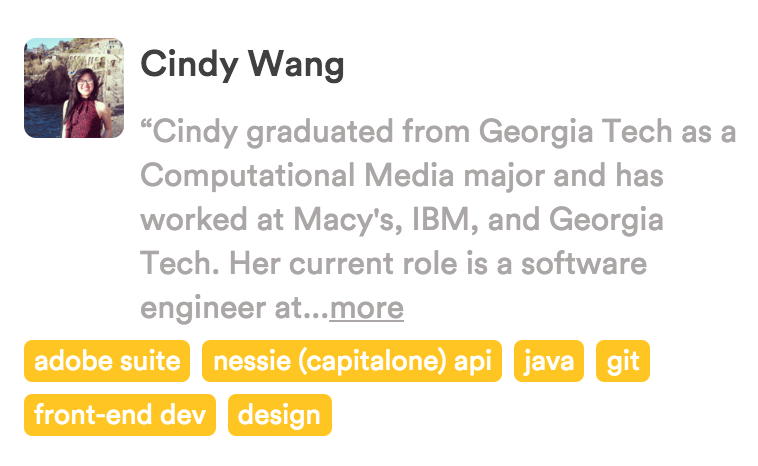 Cindy Wang
“Cindy graduated from Georgia Tech as a
Computational Media major and has
worked at Macy's, IBM, and Georgia
Tech. Her current role is a software
engineer at...more
adobe suite nessie (capitalone) api java git
front-end dev design